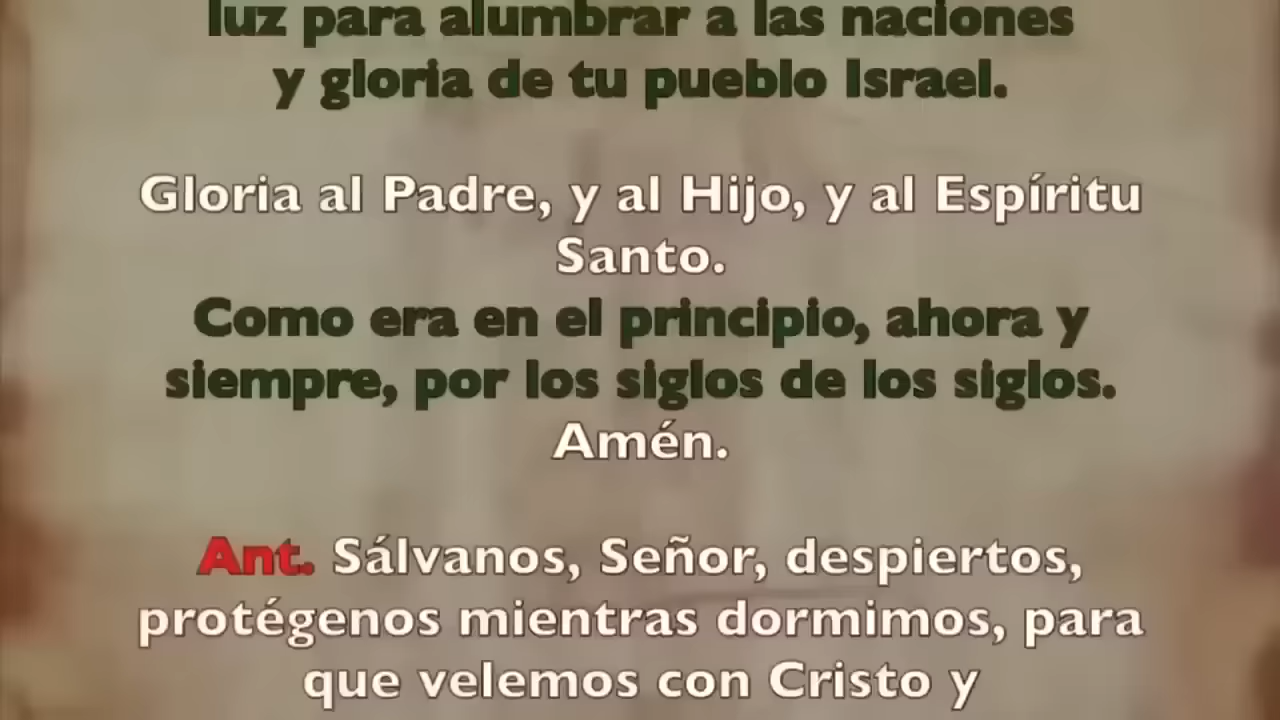 luz para alumbrar a las naciones
y gloria de tu pueblo Israel.
Gloria al Padre, y al Hijo, y al Espíritu
Santo.
Como era en el principio, ahora y
siempre, por los siglos de los siglos.
Amén.
Ant. Sálvanos, Señor, despiertos,
protégenos mientras dormimos, para
que velemos con Cristo y